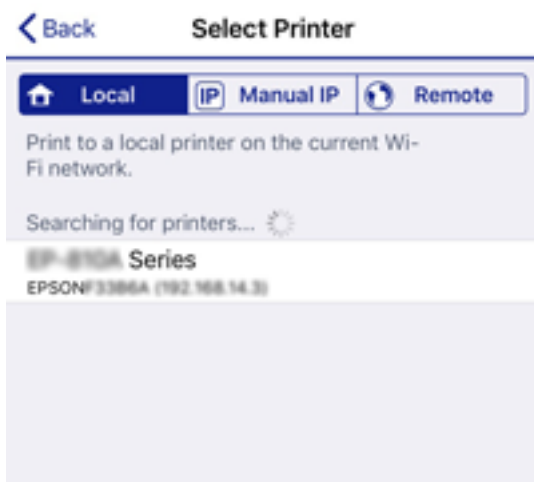 Back
Select Printer
Local
IP Manual IP
Remote
Print to a local printer on the current Wi-
Fi network.
Searching for printers...
Series
EPSON